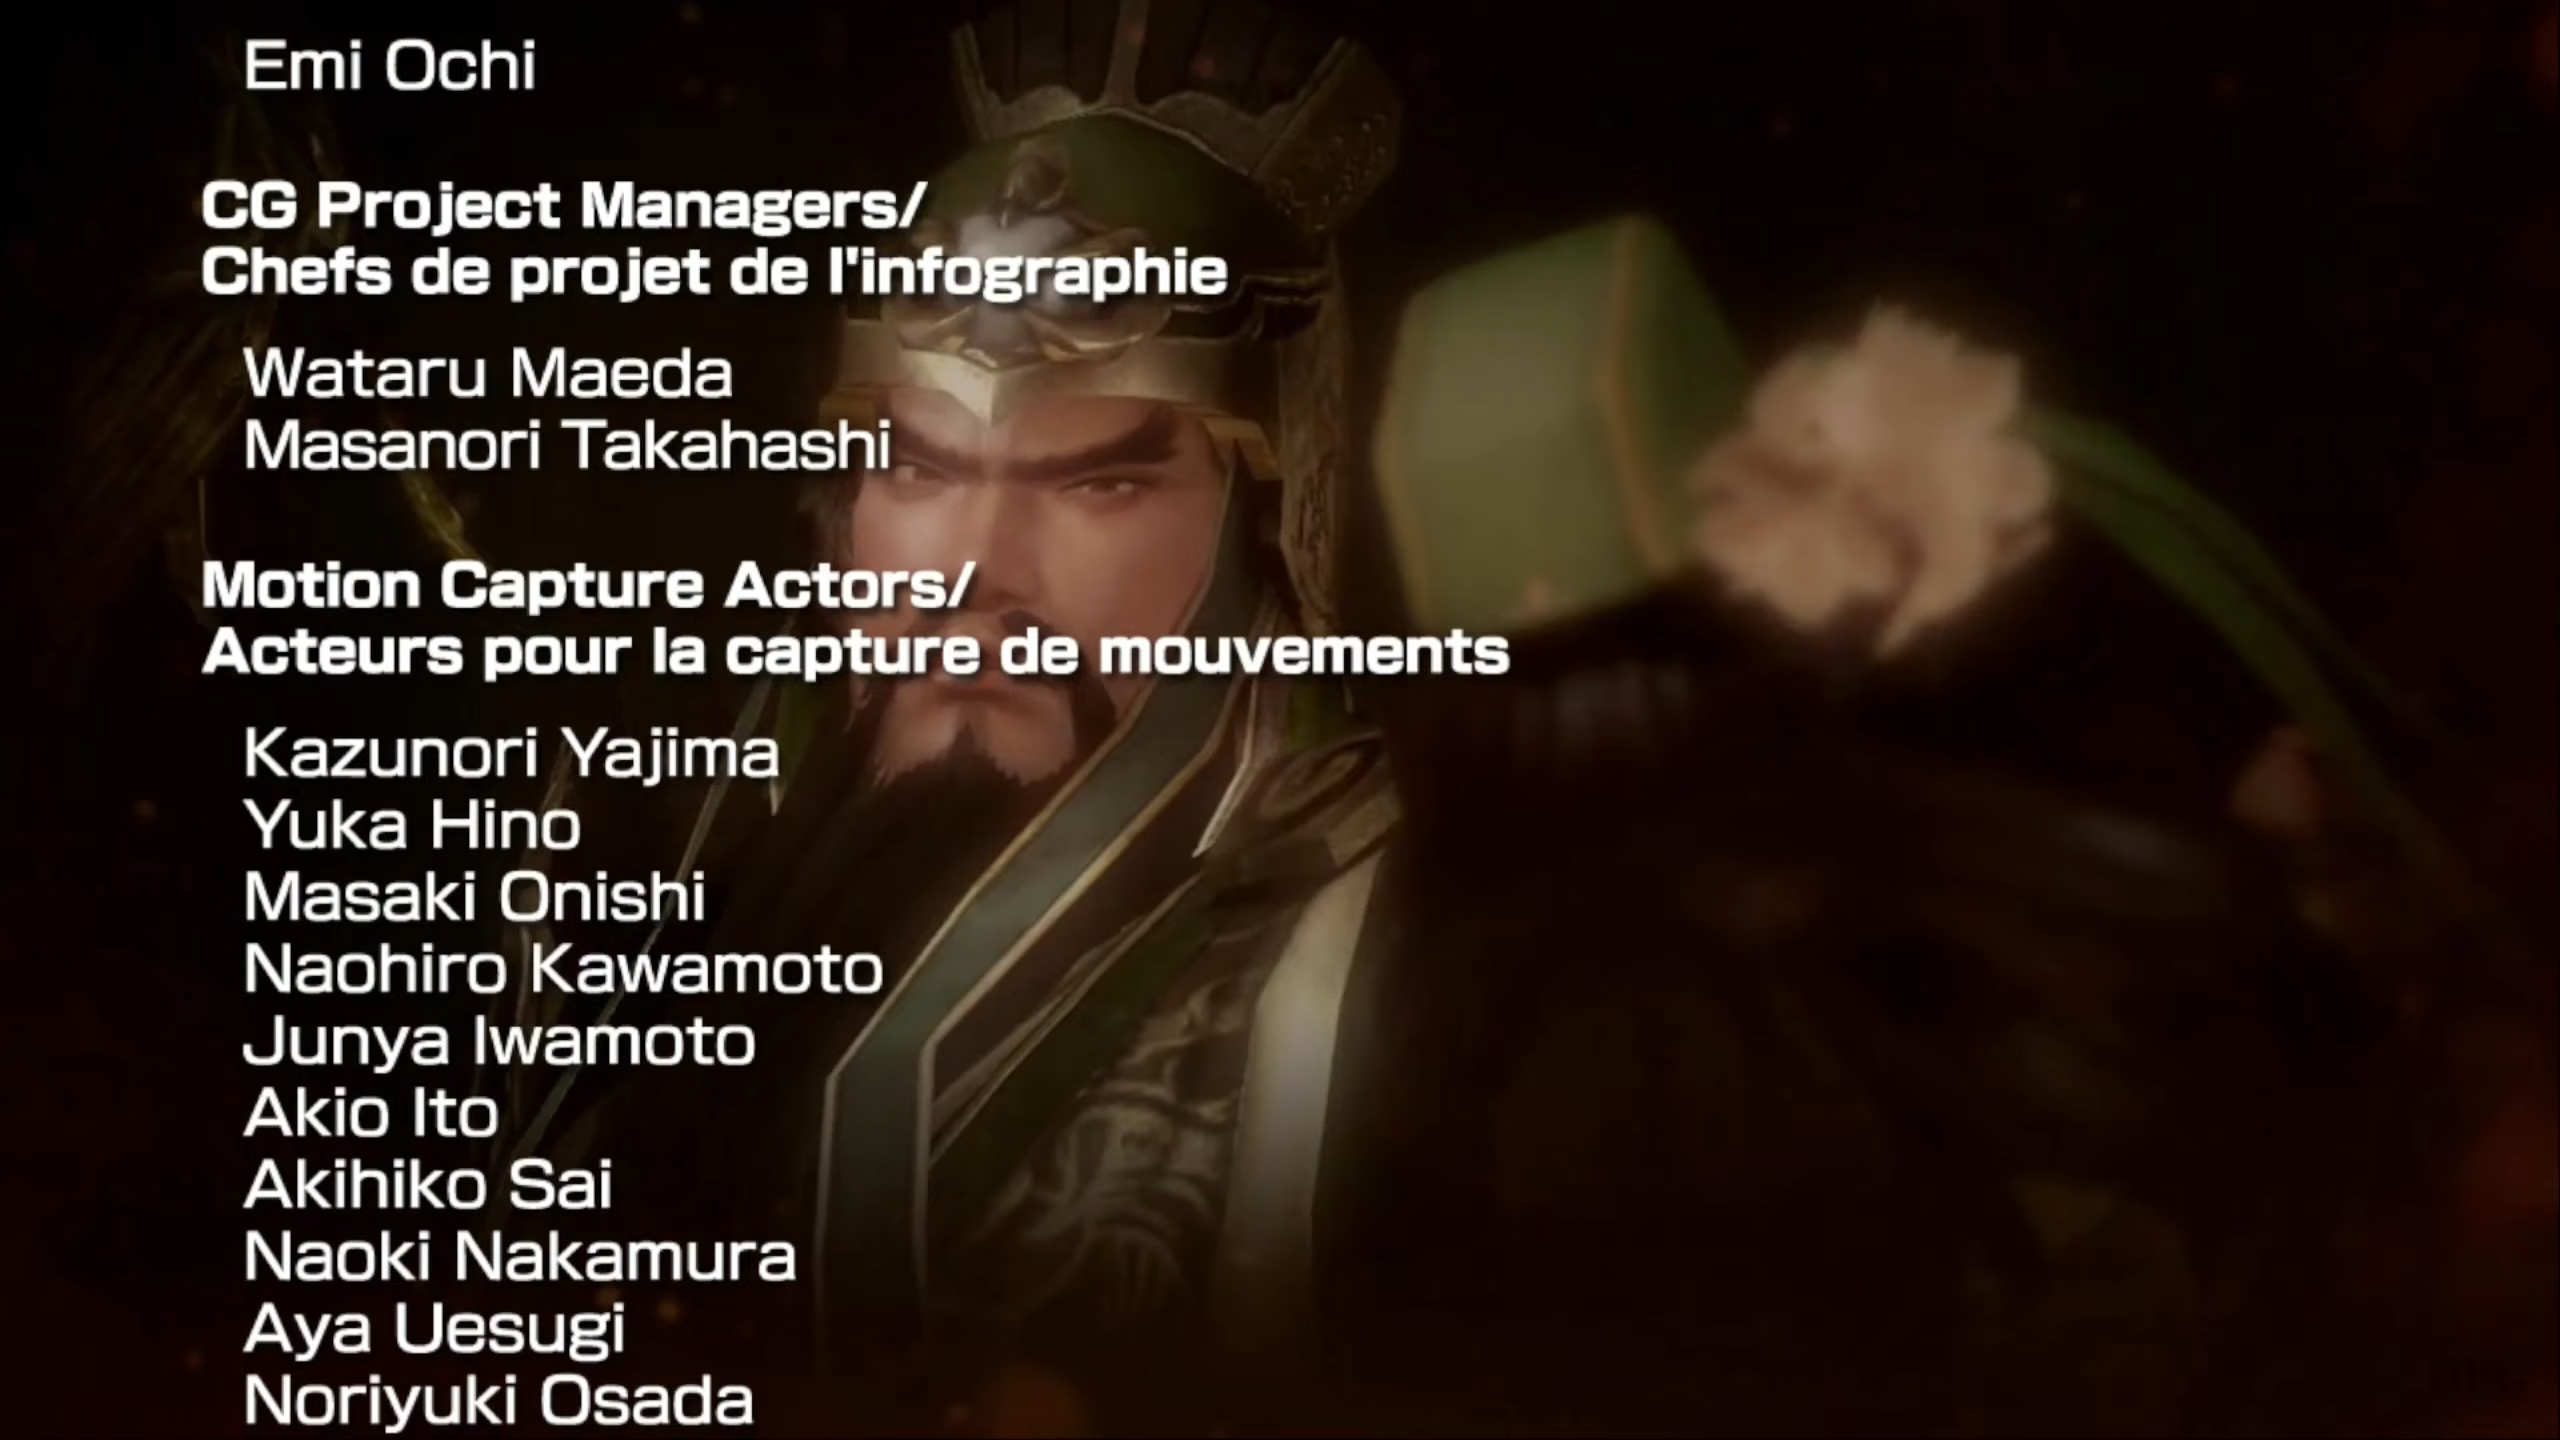 Emi Ochi
CG Project Managers/
Chefs de projet de l'infographie
Wataru Maeda
Masanori Takahashi
Motion Capture Actors/
Acteurs pour la capture de mouvements
Kazunori Yajima
Yuka Hino
Masaki Onishi
Naohiro Kawamoto
Junya Iwamoto
Akio Ito
Akihiko Sai
Naoki Nakamura
Aya Uesugi
Noriyuki Osada